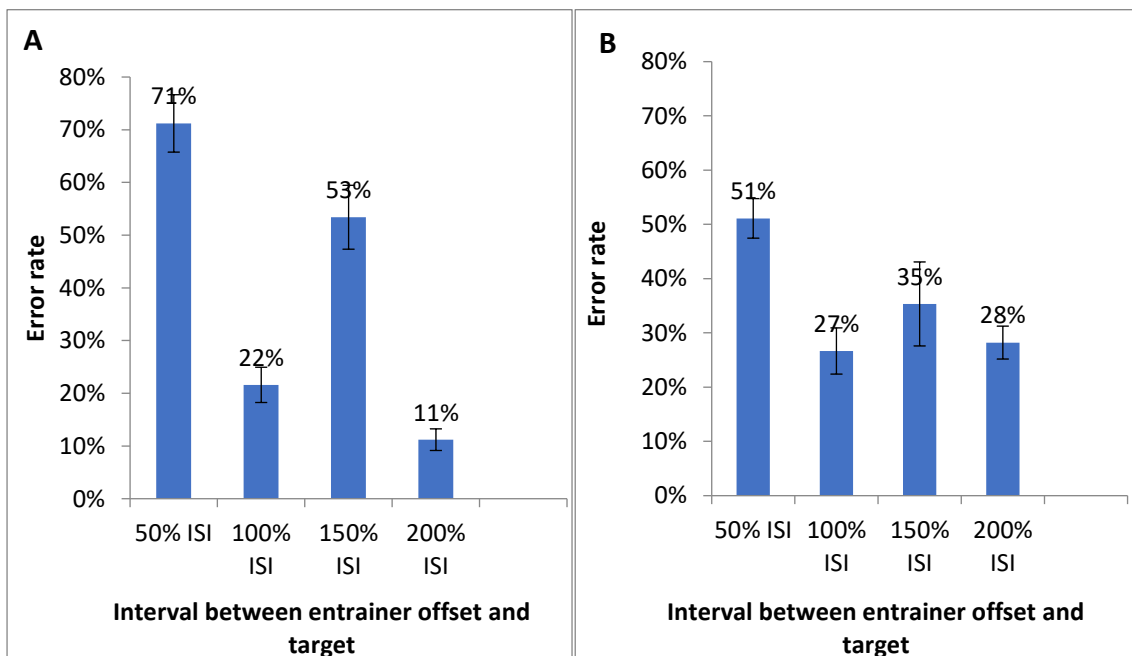 A
80%
70%
60%
50%
40%
30%
20%
10%
0%
Error rate
71%
22%
53%
11%
50% ISI
100%
ISI
150%
ISI
200%
ISI
Interval between entrainer offset and
target
B
80%
70%
60%
50%
40%
30%
20%
10%
0%
Error rate
51%
27%
35%
28%
50% ISI
100%
ISI
150%
ISI
200%
ISI
Interval between entrainer offset and
target